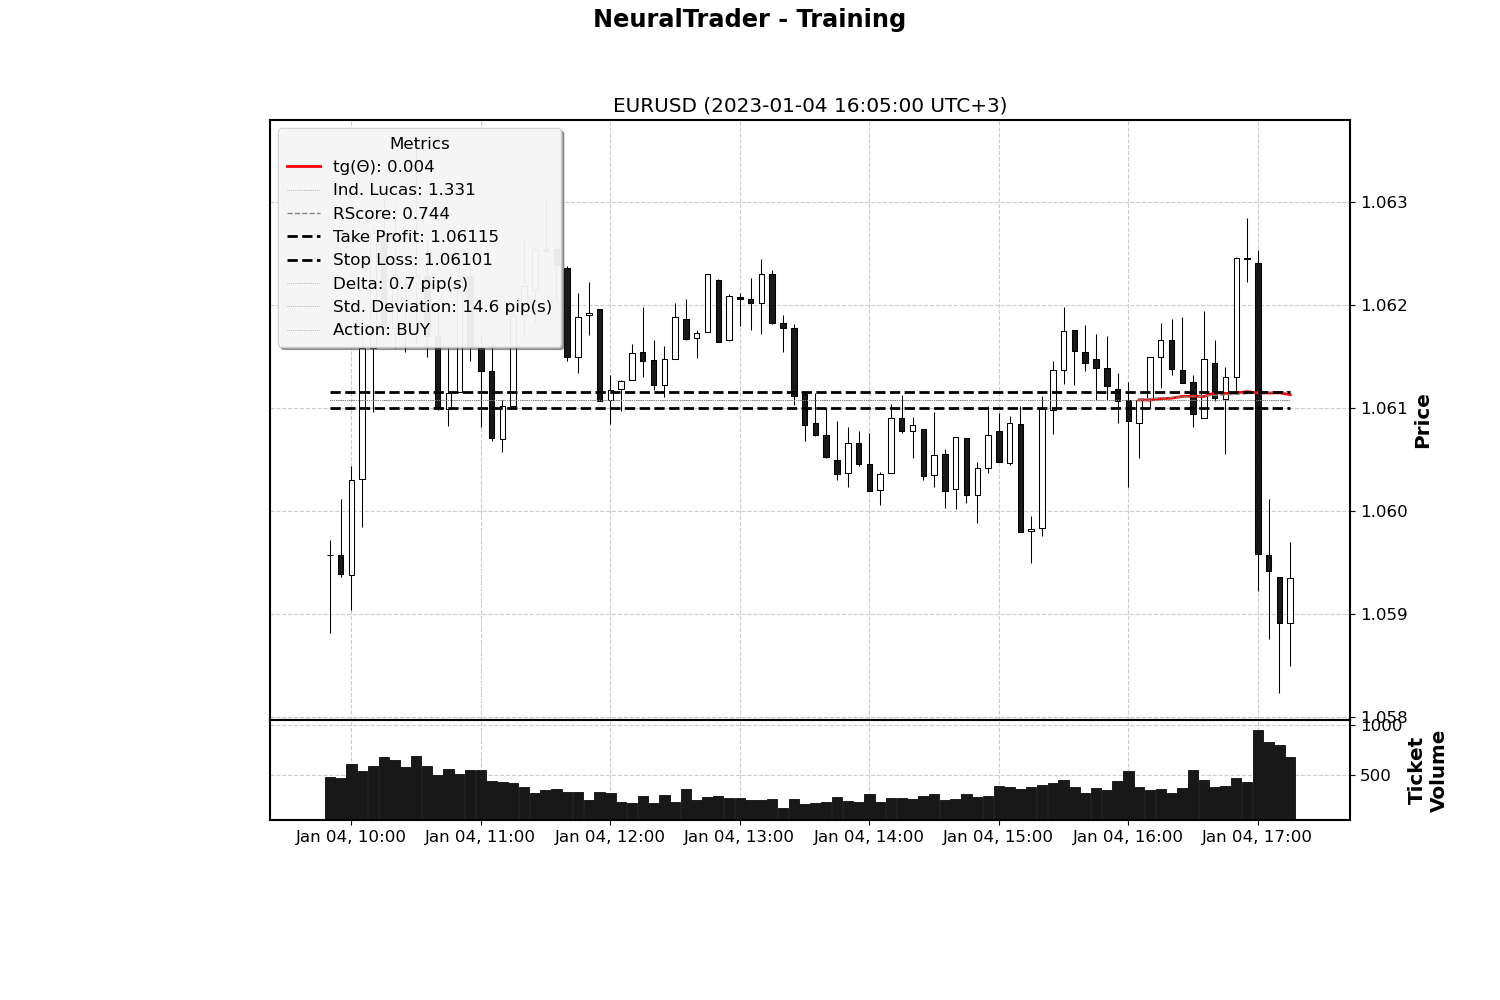 NeuralTrader - Training
EURUSD (2023-01-04 16:05:00 UTC+3)
Metrics
tg(Θ): 0.004
Ind. Lucas: 1.331
RScore: 0.744
Take Profit: 1.06115
Stop Loss: 1.06101
Delta: 0.7 pip(s)
Std. Deviation: 14.6 pip(s)
Action: BUY
1.063
1.062
1.061
1.060
1.059
1.058
Price
1000
500
Ticket
Volume
Jan 04, 10:00
Jan 04, 11:00
Jan 04, 12:00
Jan 04, 13:00
Jan 04, 14:00
Jan 04, 15:00
Jan 04, 16:00
Jan 04, 17:00